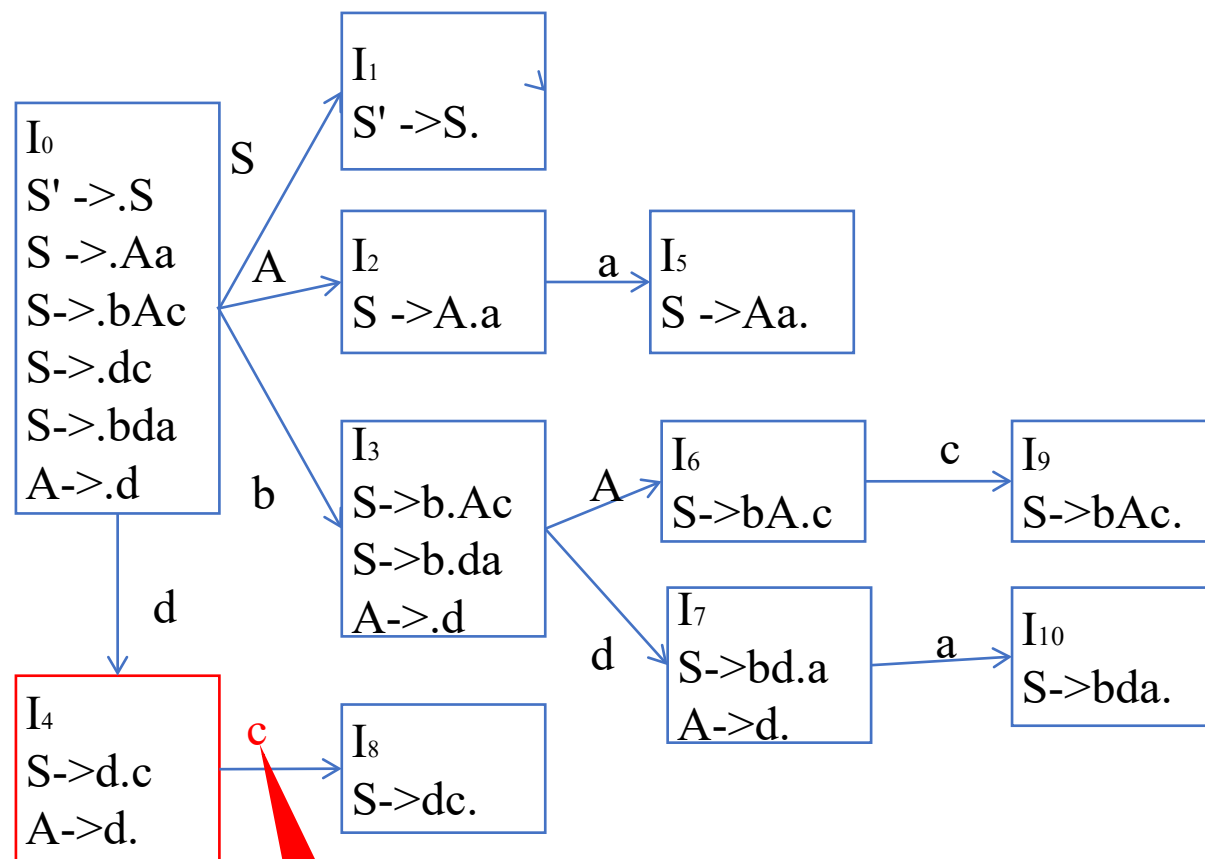 I0
S' ->.S
S ->.Aa
S->.bAc
S->.dc
S->.bda
A->.d
S
A
b
d
I1
S' ->S.
I2
S ->A.a
a
I5
S ->Aa.
I3
S->b.Ac
S->b.da
A->.d
A
d
I6
S->bA.c
c
I9
S->bAc.
I7
S->bd.a
A->d.
a
I10
S->bda.
I4
S->d.c
A->d.
c
I8
S->dc.